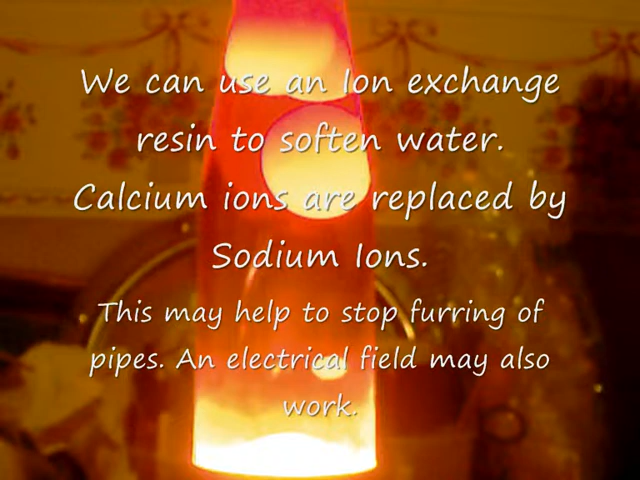 We can use an Ion exchange
resin to soften water.
Calcium ions are replaced by
Sodium Ions.
This may help to stop furring of
pipes. An electrical field may also
work.